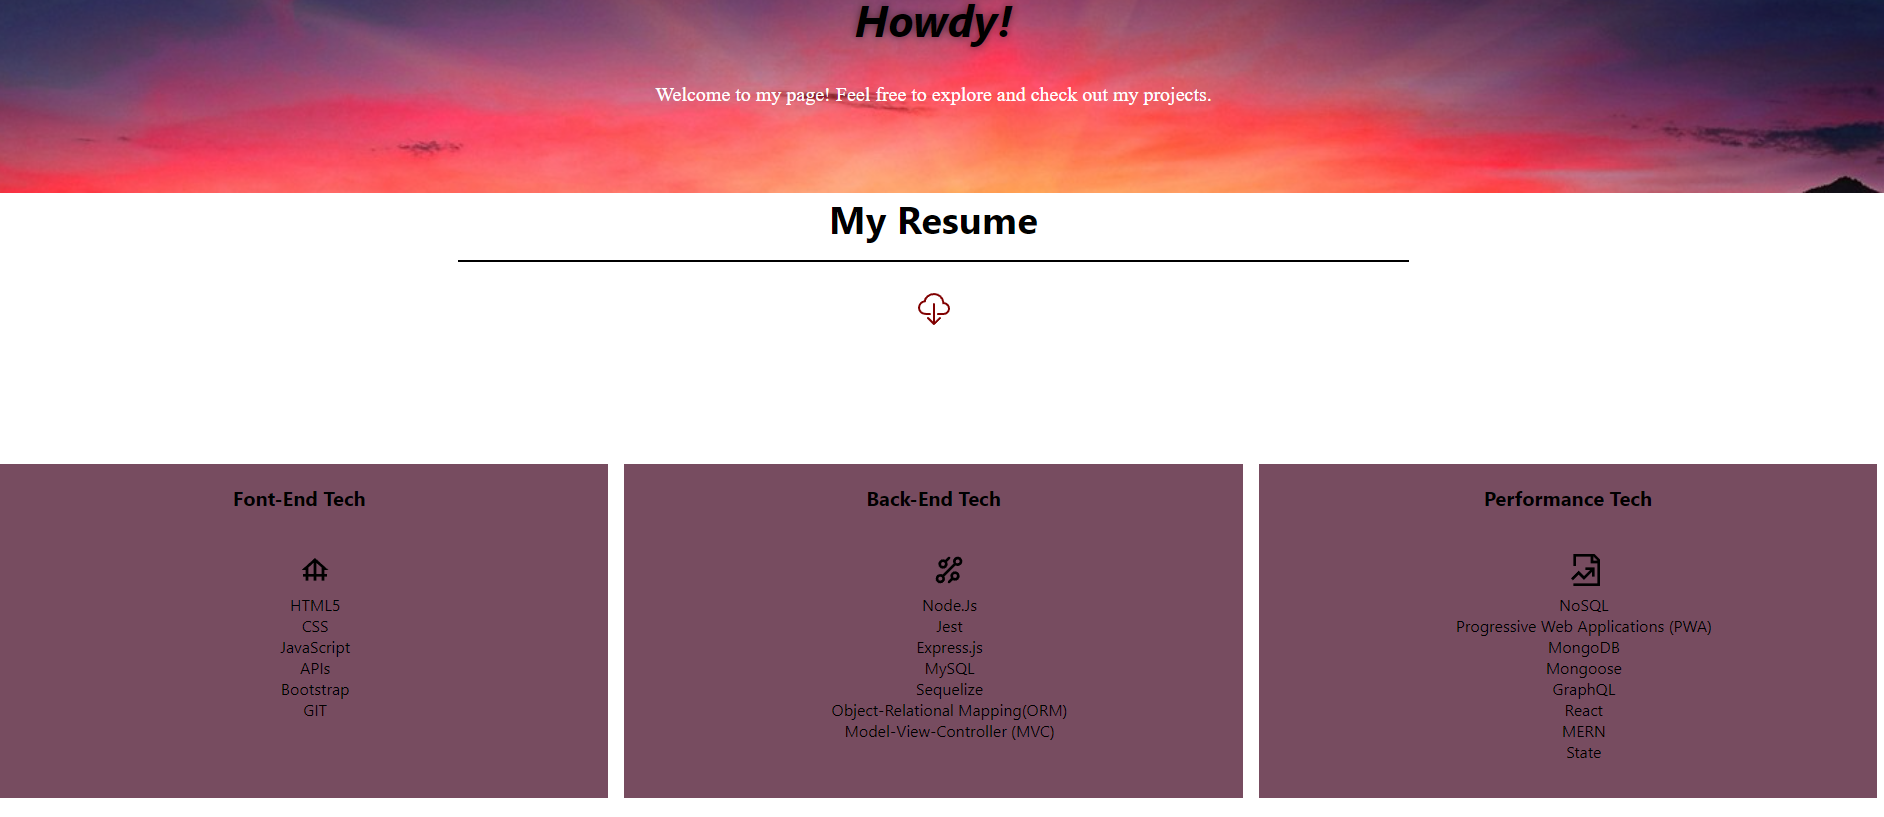 Howdy!
Welcome to my page! Feel free to explore and check out my projects.
My Resume
Font-End Tech
HTML5
CSS
JavaScript
APIs
Bootstrap
GIT
Back-End Tech
Node.Js
Jest
Express.js
MySQL
Sequelize
Object-Relational Mapping(ORM)
Model-View-Controller (MVC)
Performance Tech
NoSQL
Progressive Web Applications (PWA)
MongoDB
Mongoose
GraphQL
React
MERN
State